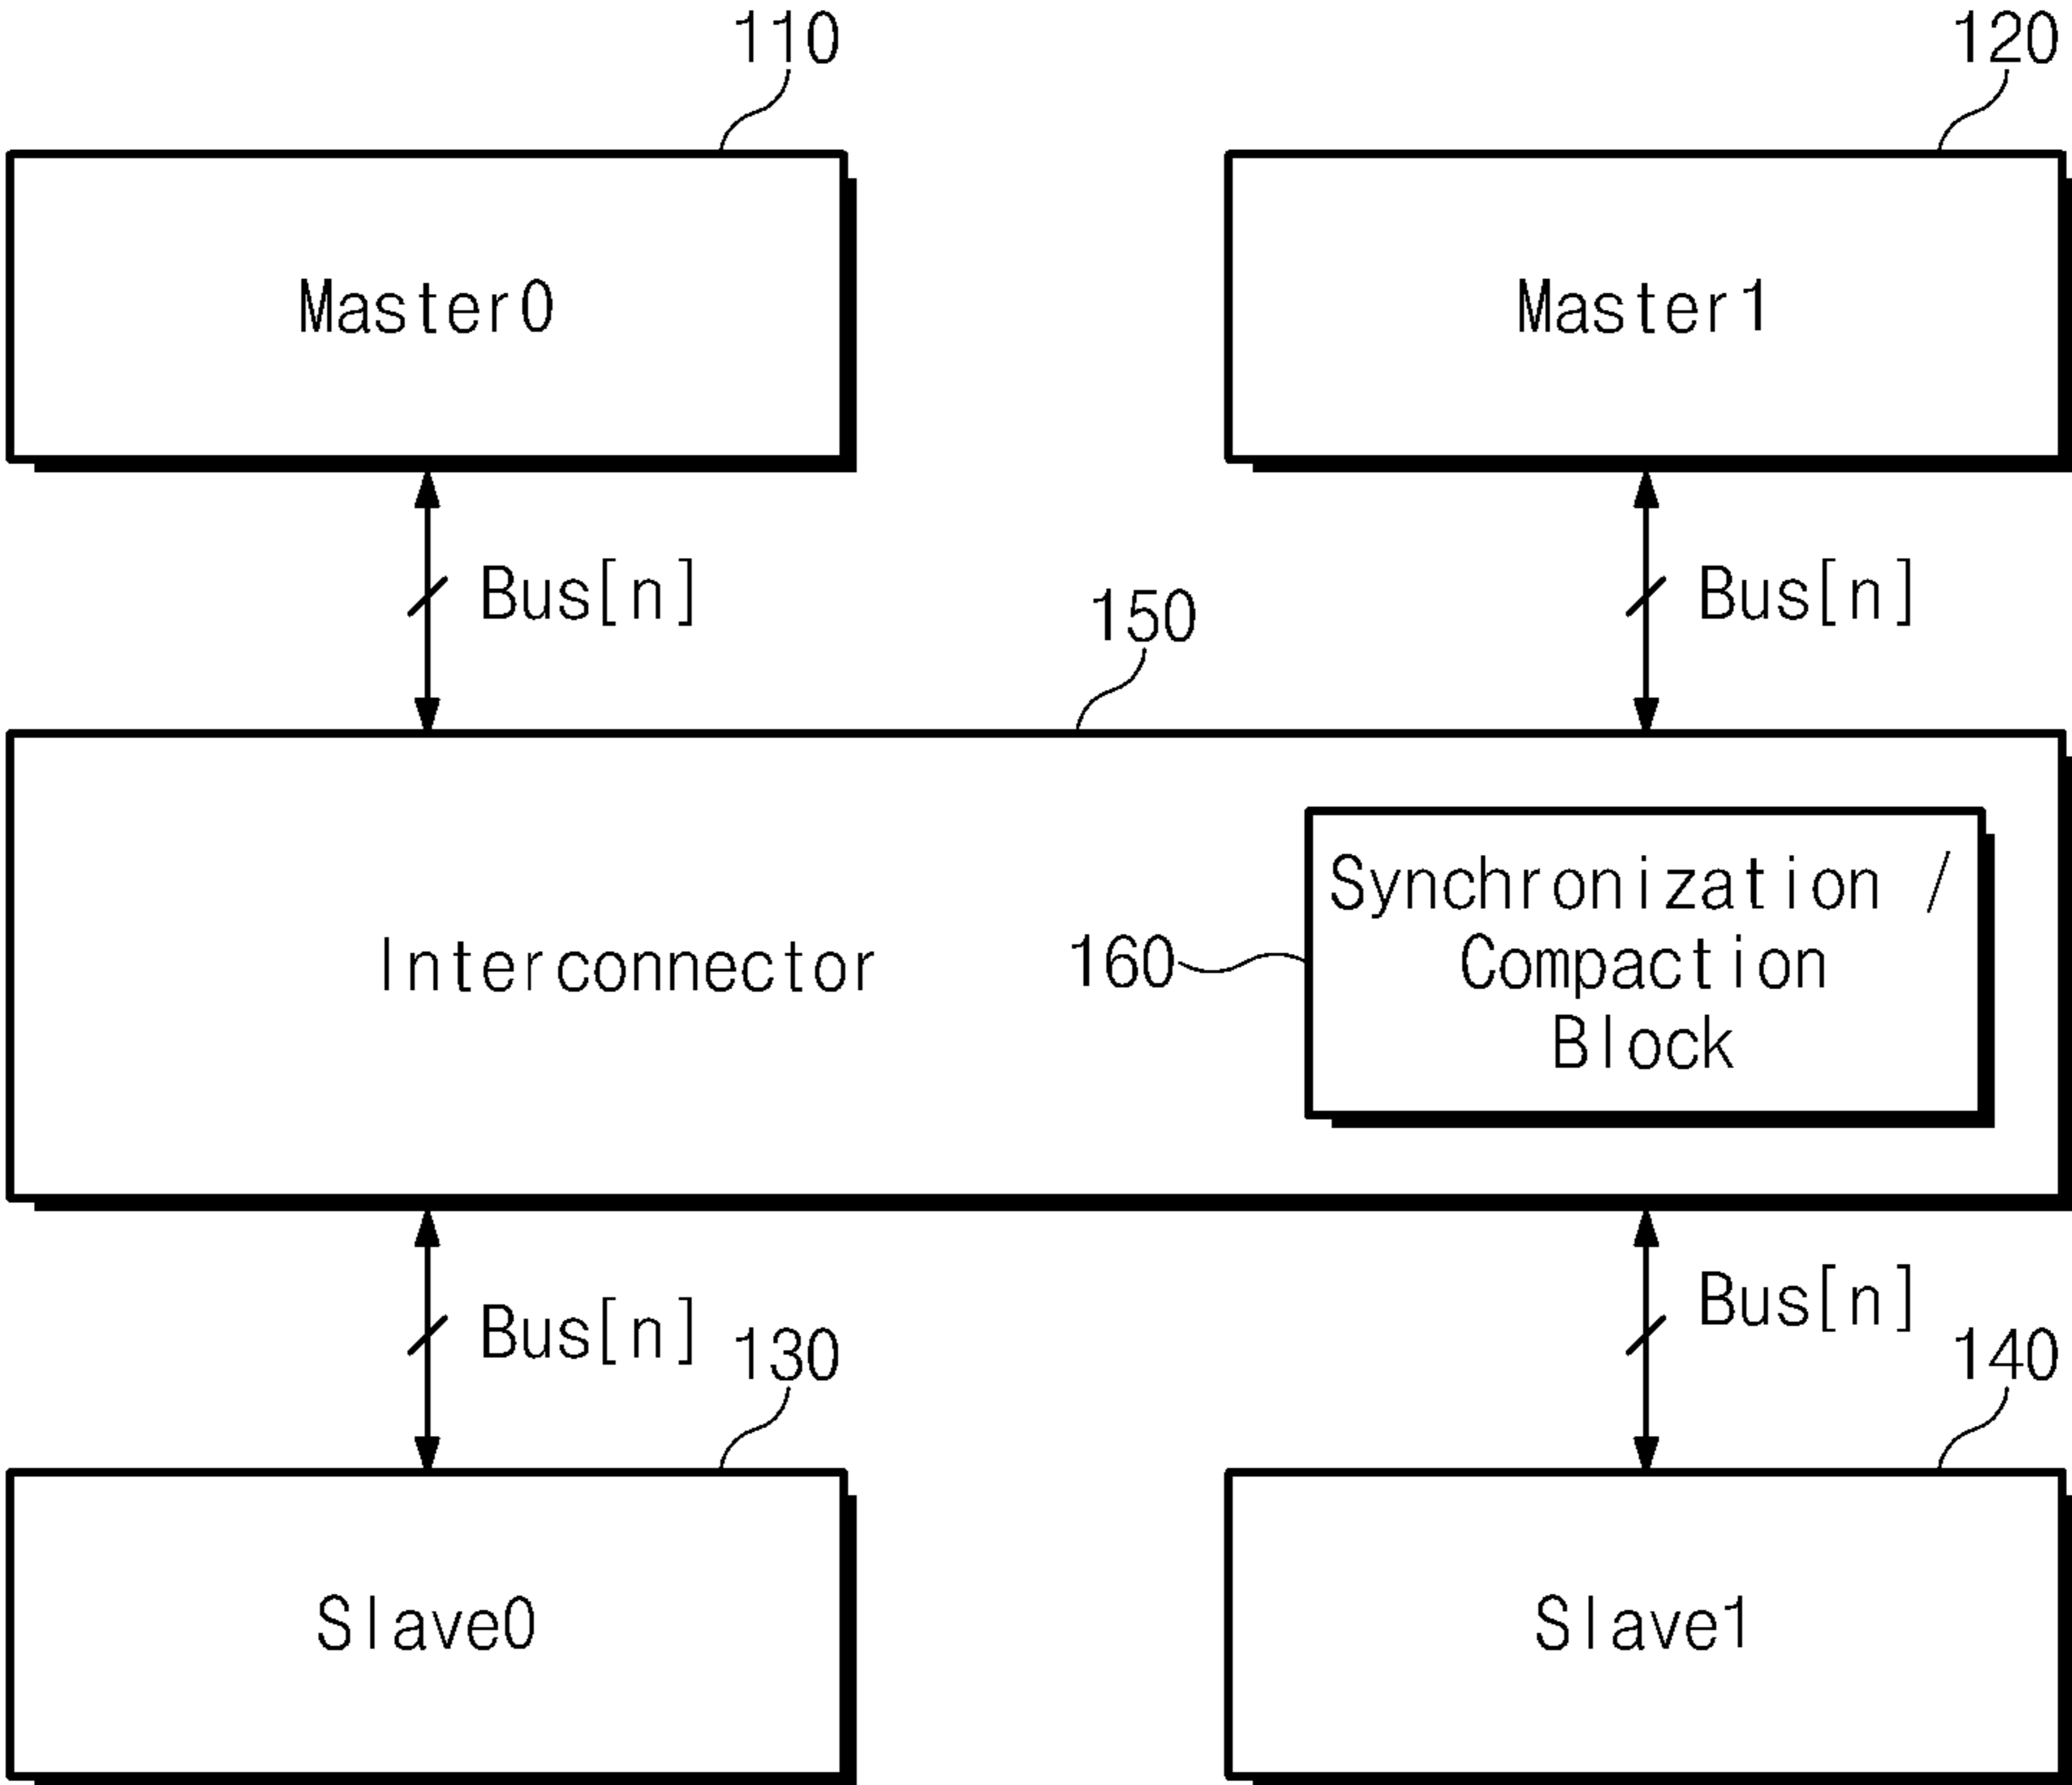 110
120
Master0
Master1
Bus[n]
Bus[n]
150
Interconnector
160
Synchronization /
Compaction
Block
Bus[n]
Bus[n]
130
140
Slave0
Slave1